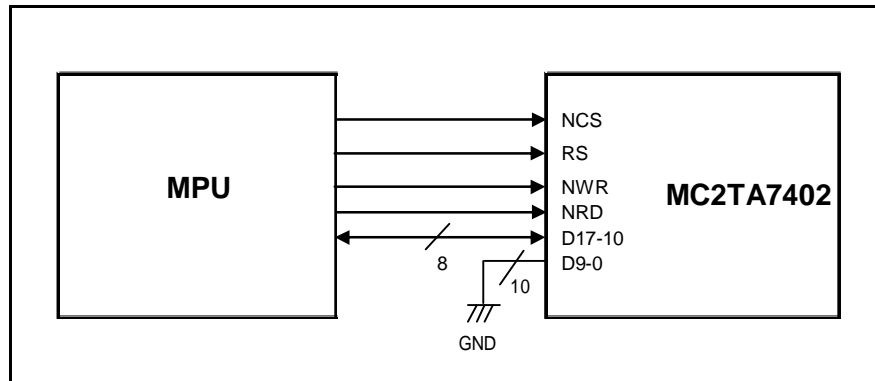 NCS
RS
MPU
NWR
MC2TA7402
NRD
D17-10
8
D9-0
10
GND